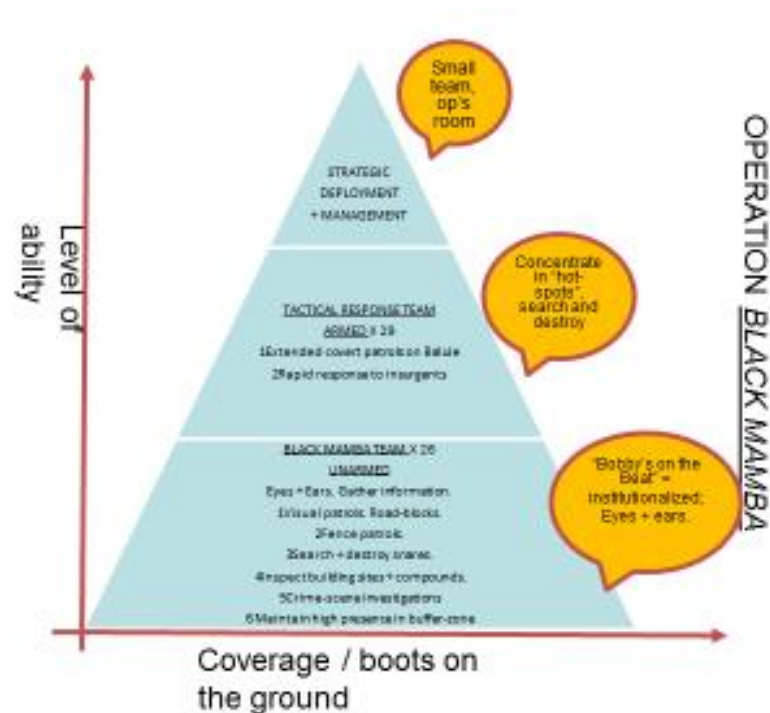 Small
team,
op's
room
STRATEGIC
DEPLOYMENT
+ MANAGEMENT
Level of
ability
OPERATION BLACK MAMBA
Concentrate
in "hot-
spots",
search and
destroy
TACTICAL RESPONSE TEAM
ARMED X 29
1Extended covert patrols on Balule
2Rapid response to insurgents
BLACK MAMBA TEAM X 26
UNARMED
Eyes + Ears, Gather information.
1Visual patrols. Road-blocks.
2Fence patrols.
3Search + destroy snares.
4Inspect building sites + compounds.
5Crime-scene investigations
6Maintain high presense in buffer-zone
"Bobby's on the
Beat" =
institutionalized;
Eyes + ears.
Coverage / boots on
the ground